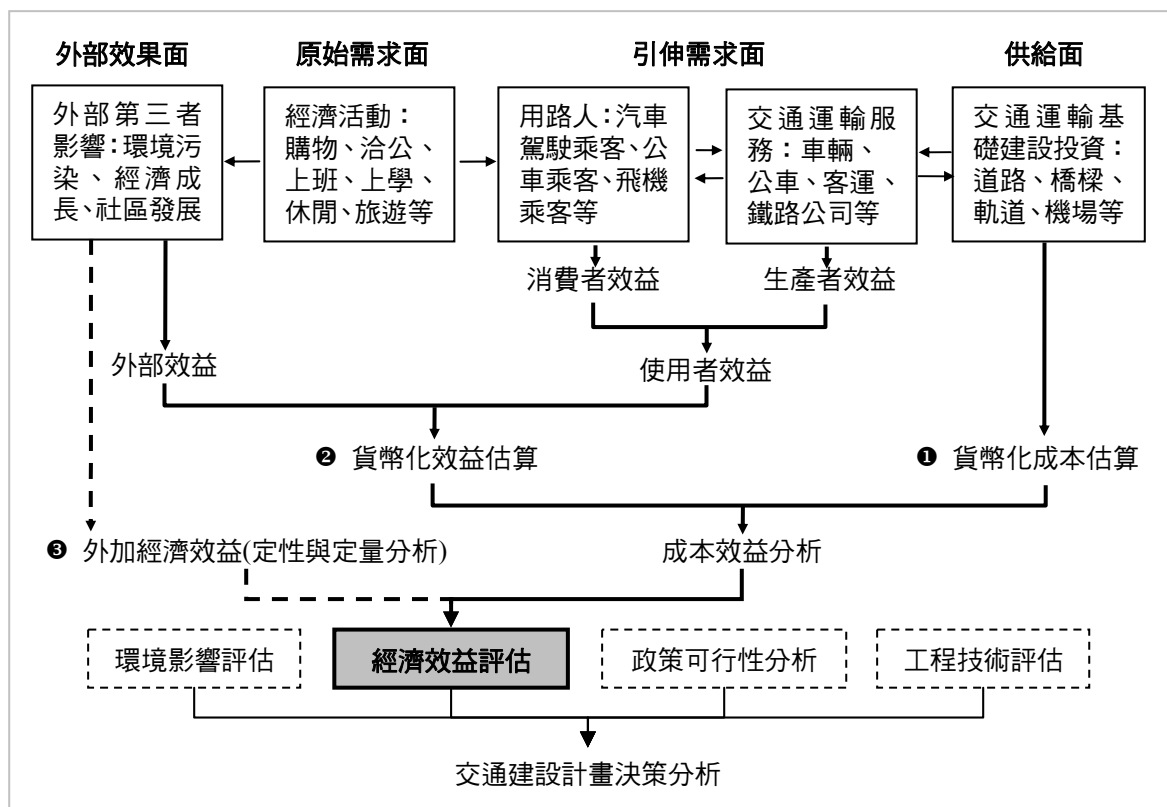 外部效果面
原始需求面
引伸需求面
供給面
外部第三者
影響：環境污
染、經濟成
長、社區發展
經濟活動：
購物、洽公、
上班、上學、
休閒、旅遊等
用路人：汽車
駕駛乘客、公
車乘客、飛機
乘客等
交通運輸服
務：車輛、
公車、客運、
鐵路公司等
交通運輸基
礎建設投資：
道路、橋樑、
軌道、機場等
消費者效益
生產者效益
外部效益
使用者效益
❷ 貨幣化效益估算
❶ 貨幣化成本估算
❸ 外加經濟效益(定性與定量分析)
成本效益分析
環境影響評估
經濟效益評估
政策可行性分析
工程技術評估
交通建設計畫決策分析